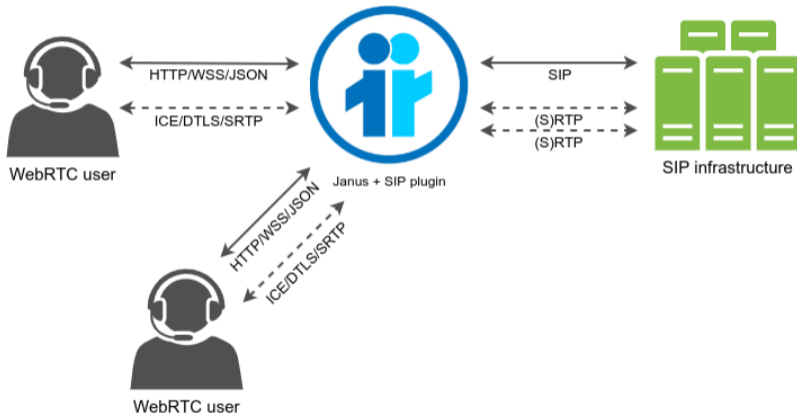 HTTP/WSS/JSON
SIP
ICE/DTLS/SRTP
(S)RTP
(S)RTP
WebRTC user
Janus + SIP plugin
SIP infrastructure
HTTP/WSS/JSON
ICE/DTLS/SRTP
WebRTC user